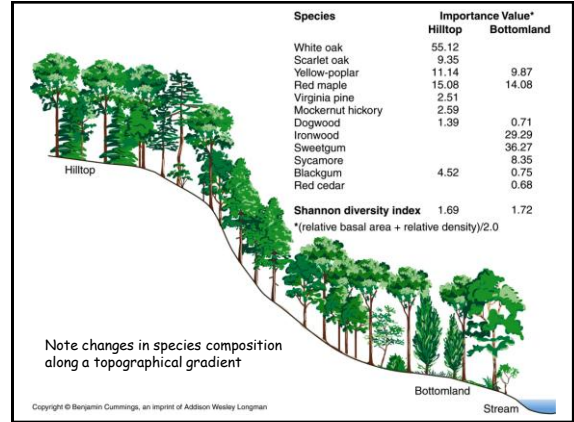 Species Importance Value*
Hilltop Bottomland
White oak 55.12
Scarlet oak 9.35
Yellow-poplar 11.14 9.87
Red maple 15.08 14.08
Virginia pine 2.51
Mockernut hickory 2.59
Dogwood 1.39 0.71
Ironwood 29.29
Sweetgum 36.27
Sycamore 8.35
Blackgum 4.52 0.75
Red cedar 0.68
Shannon diversity index 1.69 1.72
*(relative basal area + relative density)/2.0
Hilltop
Note changes in species composition
along a topographical gradient
Bottomland
Stream
Copyright © Benjamin Cummings, an imprint of Addison Wesley Longman